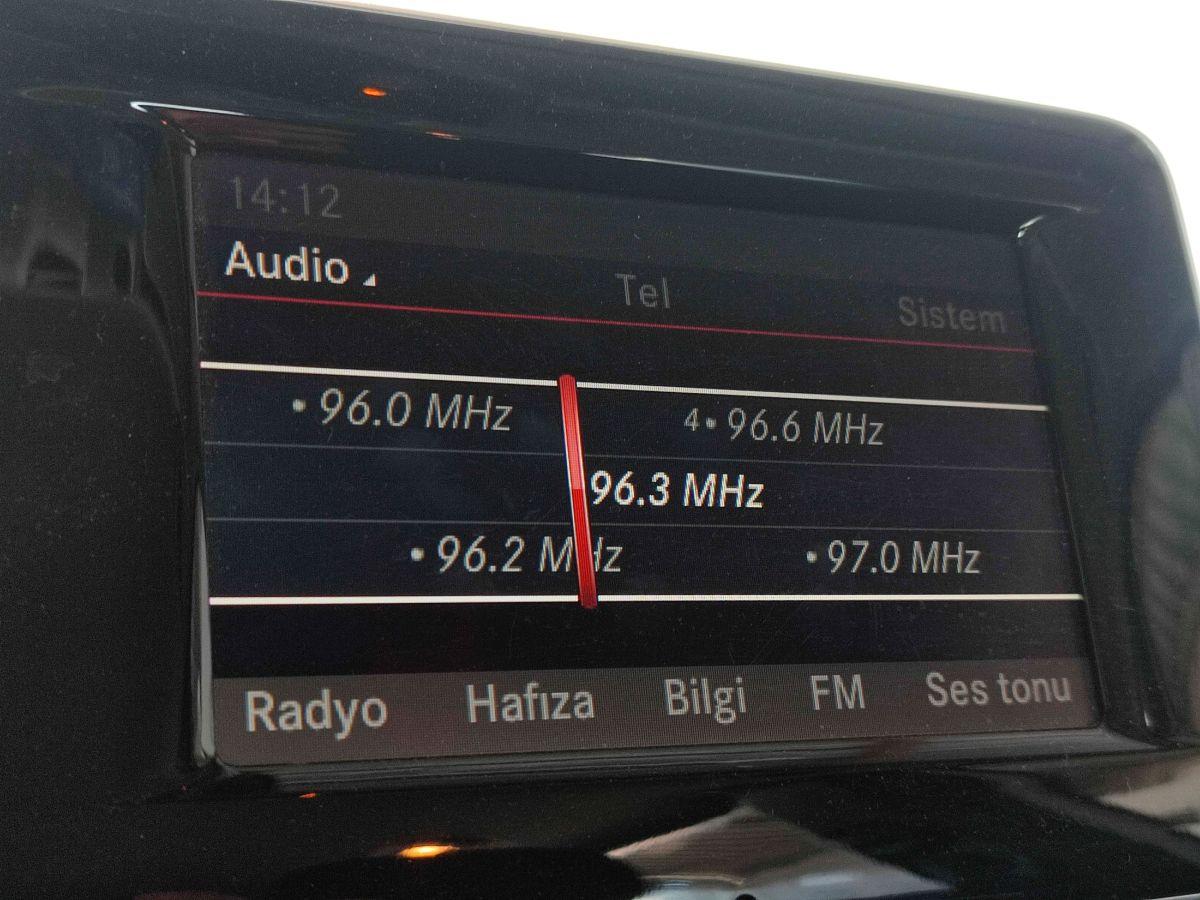 14:12
Audio Tel Sistem
• 96.0 MHz 4• 96.6 MHz
96.3 MHz
• 96.2 MHz • 97.0 MHz
Radyo Hafıza Bilgi FM Ses tonu